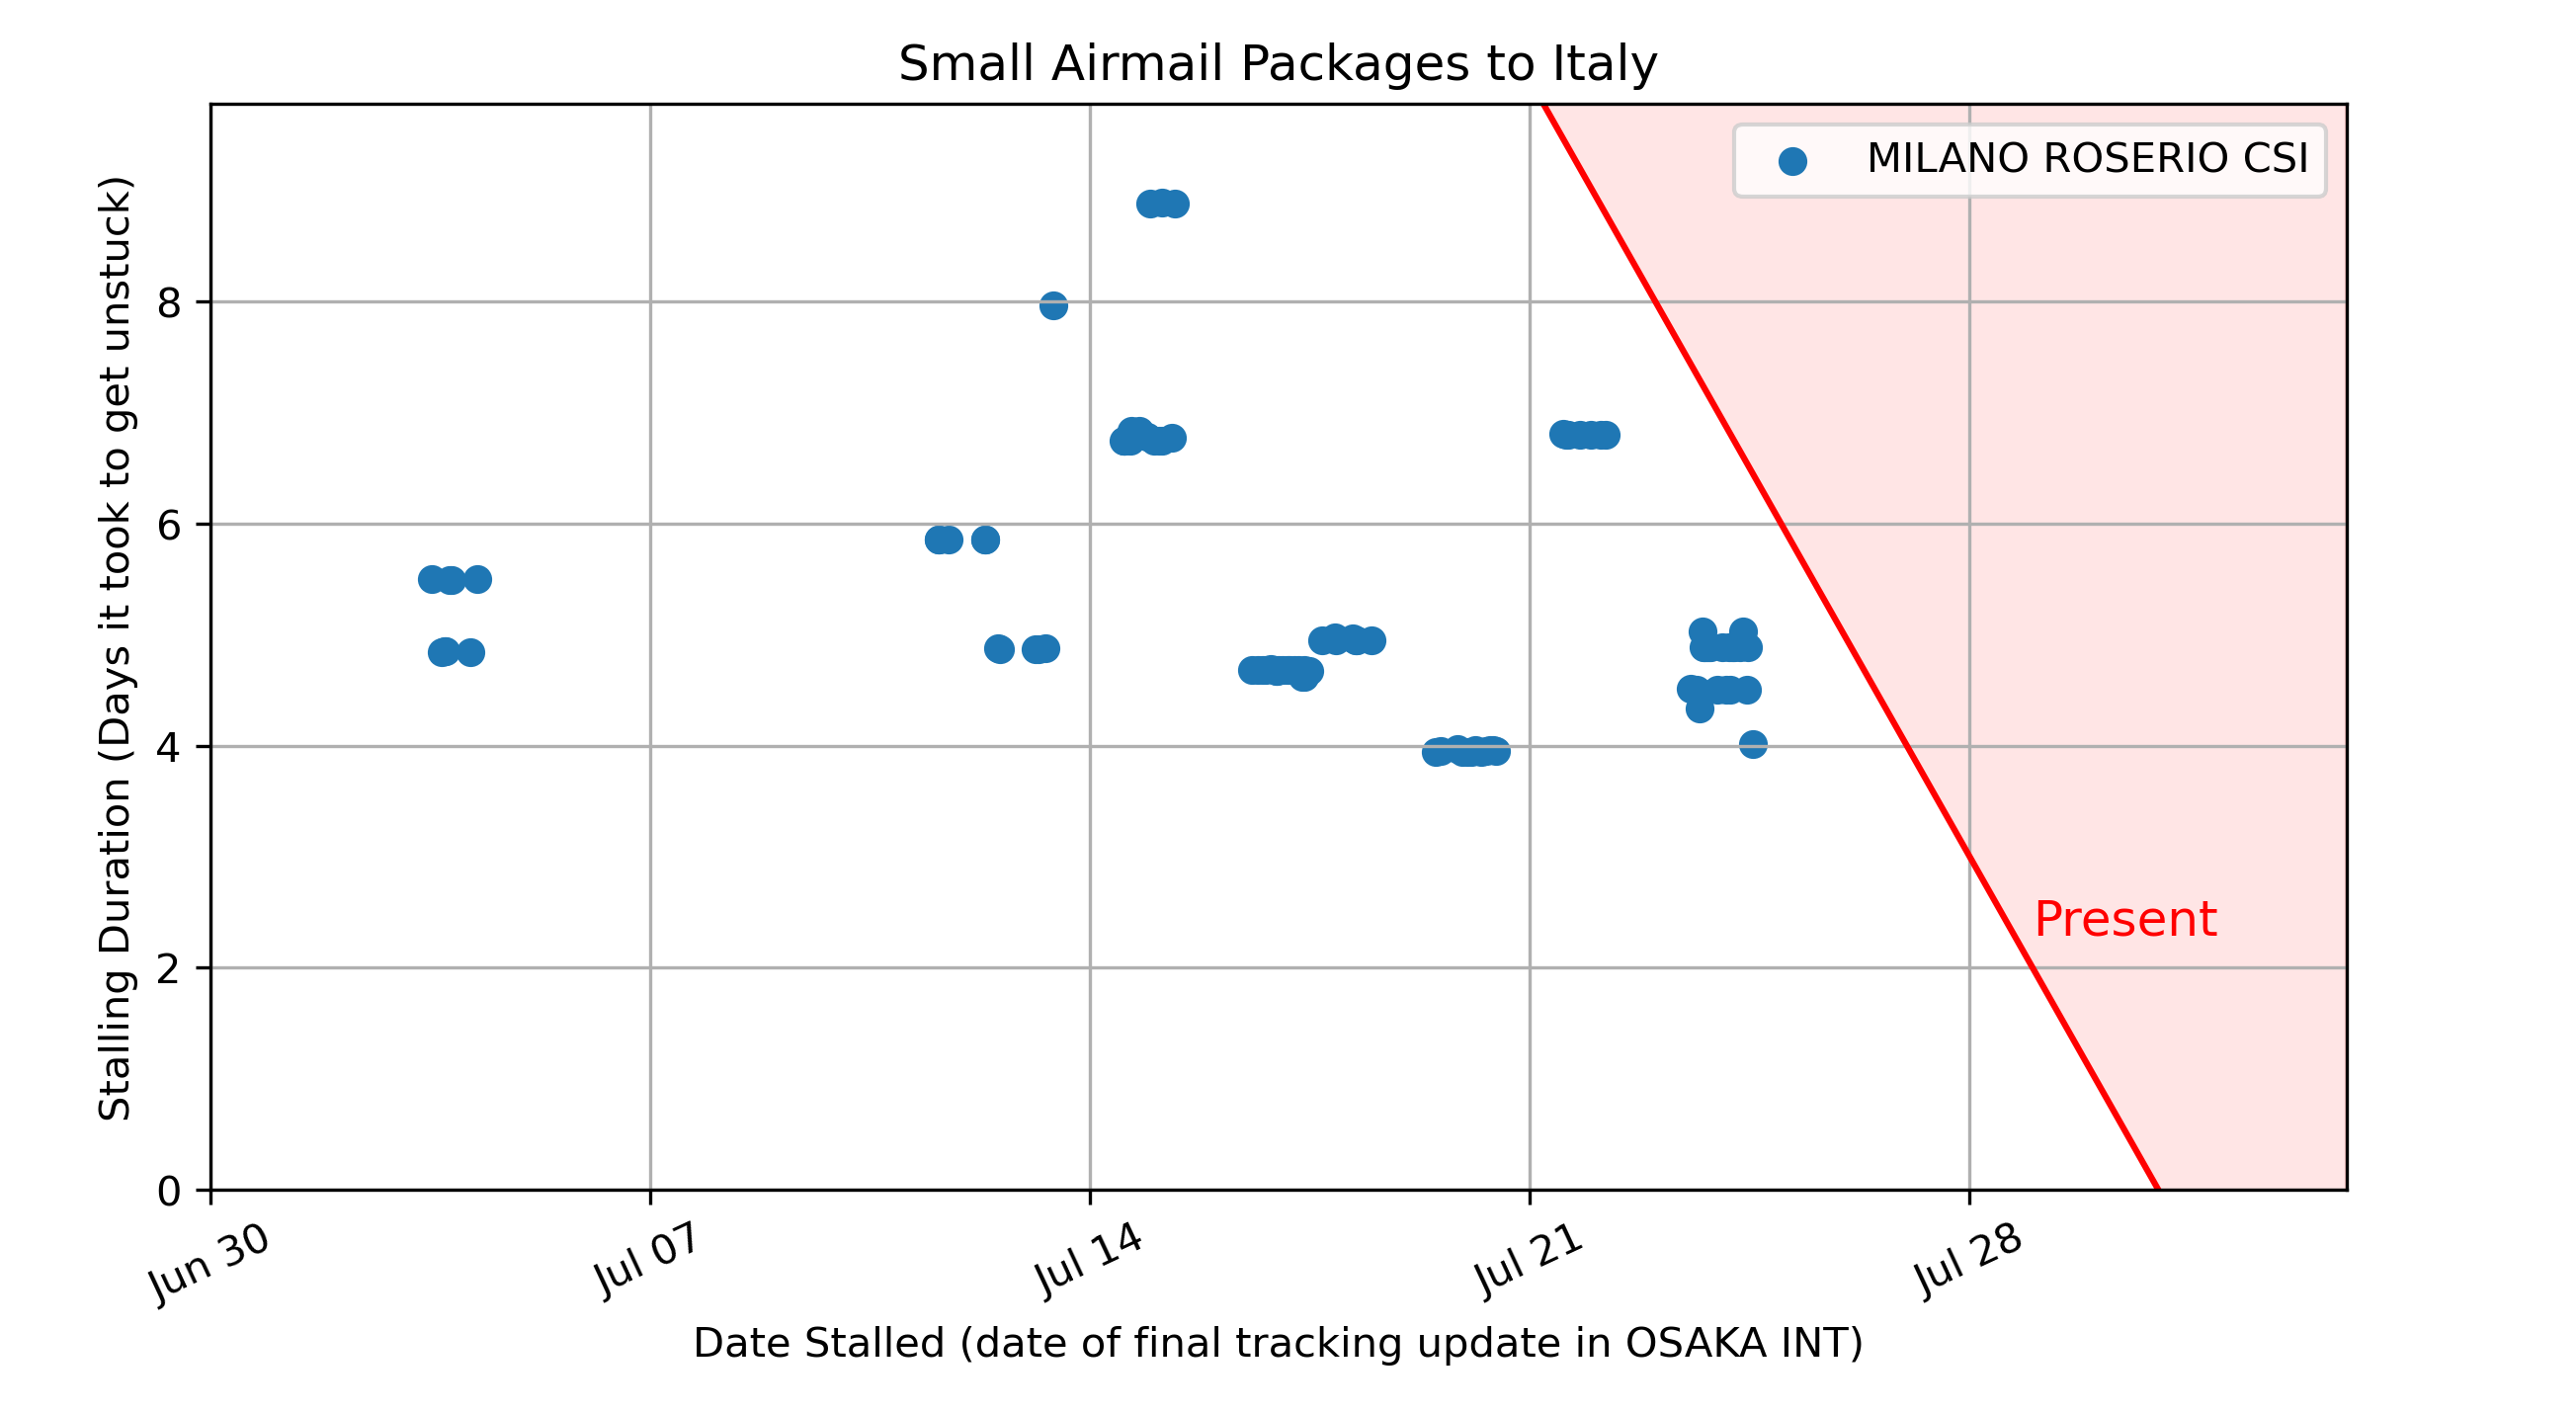 Small Airmail Packages to Italy
MILANO ROSERIO CSI
Stalling Duration (Days it took to get unstuck)
8
6
4
2
0
Present
Jun 30
Jul 07
Jul 14
Jul 21
Jul 28
Date Stalled (date of final tracking update in OSAKA INT)